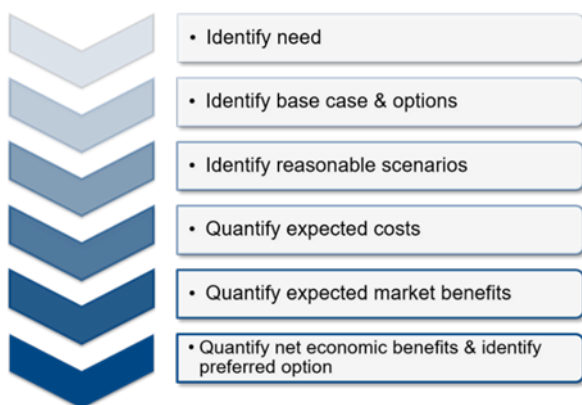 • Identify need
• Identify base case & options
• Identify reasonable scenarios
• Quantify expected costs
• Quantify expected market benefits
• Quantify net economic benefits & identify
preferred option